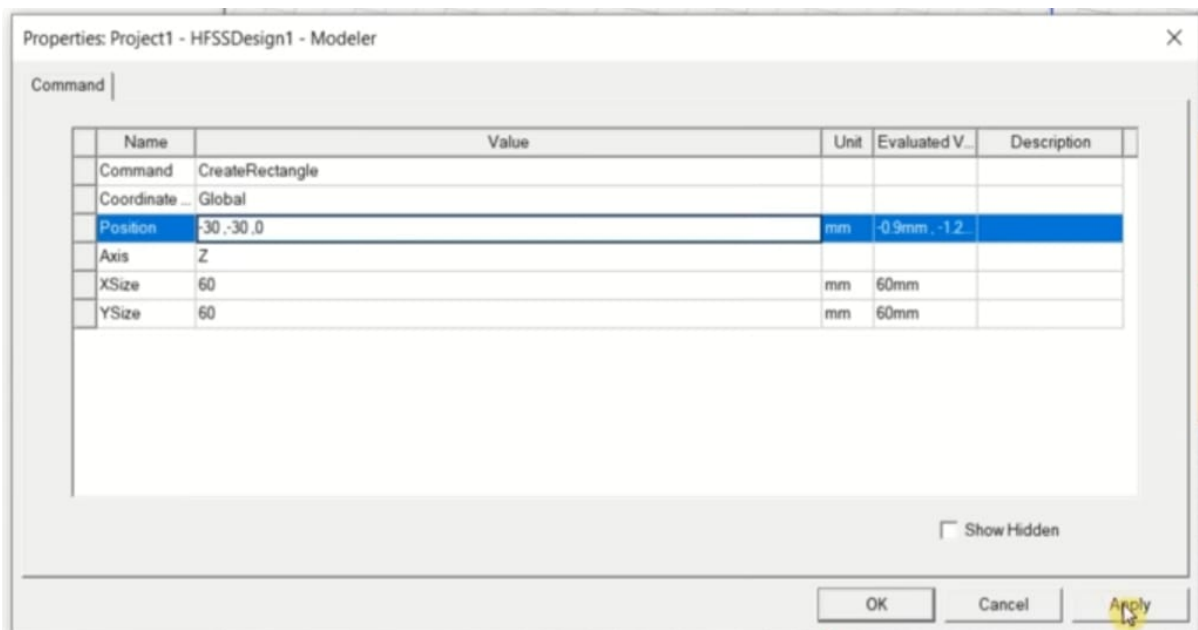 Properties: Project1 - HFSSDesign1 - Modeler
Command
Name Value Unit Evaluated V... Description
Command CreateRectangle
Coordinate ... Global
Position -30 ,-30 ,0 mm -0.9mm , -1.2...
Axis Z
XSize 60 mm 60mm
YSize 60 mm 60mm
Show Hidden
OK Cancel Apply